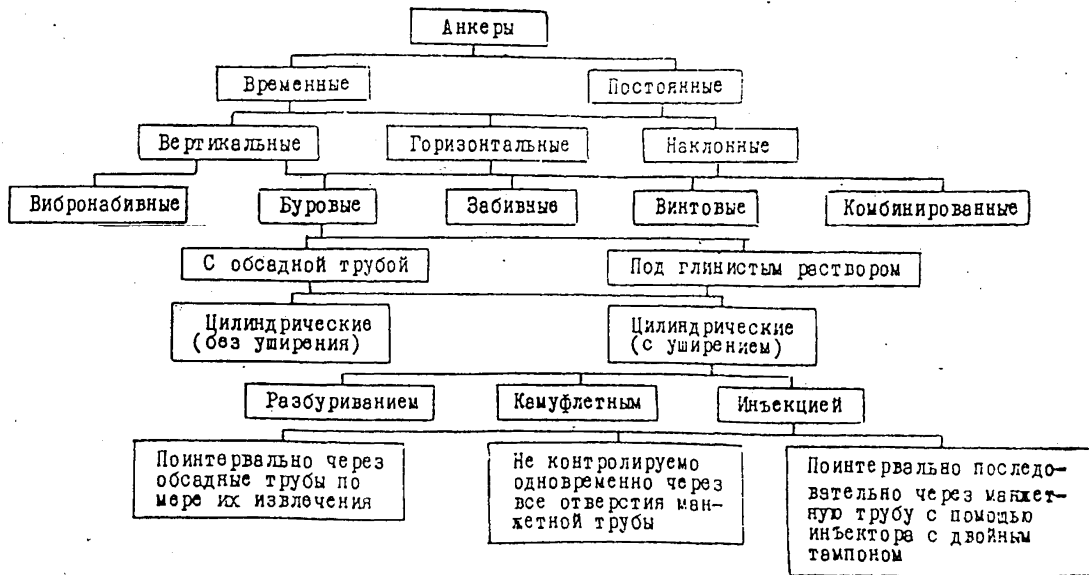 Анкеры
Временные
Постоянные
Вертикальные
Горизонтальные
Наклонные
Вибронабивные
Буровые
Забивные
Винтовые
Комбинированные
С обсадной трубой
Под глинистым раствором
Цилиндрические
(без уширения)
Цилиндрические
(с уширением)
Разбуриванием
Камуфлетным
Инъекцией
Поинтервально через
обсадные трубы по
мере их извлечения
Не контролируемо
одновременно через
все отверстия ман-
жетной трубы
Поинтервально последо-
вательно через манжет-
ную трубу с помощью
инъектора с двойным
тампоном